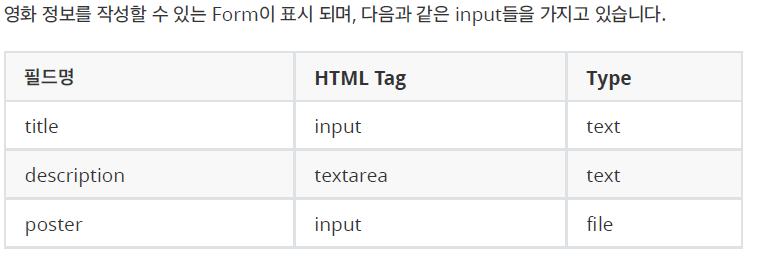 영화 정보를 작성할 수 있는 Form이 표시 되며, 다음과 같은 input들을 가지고 있습니다.
필드명 HTML Tag Type
title input text
description textarea text
poster input file